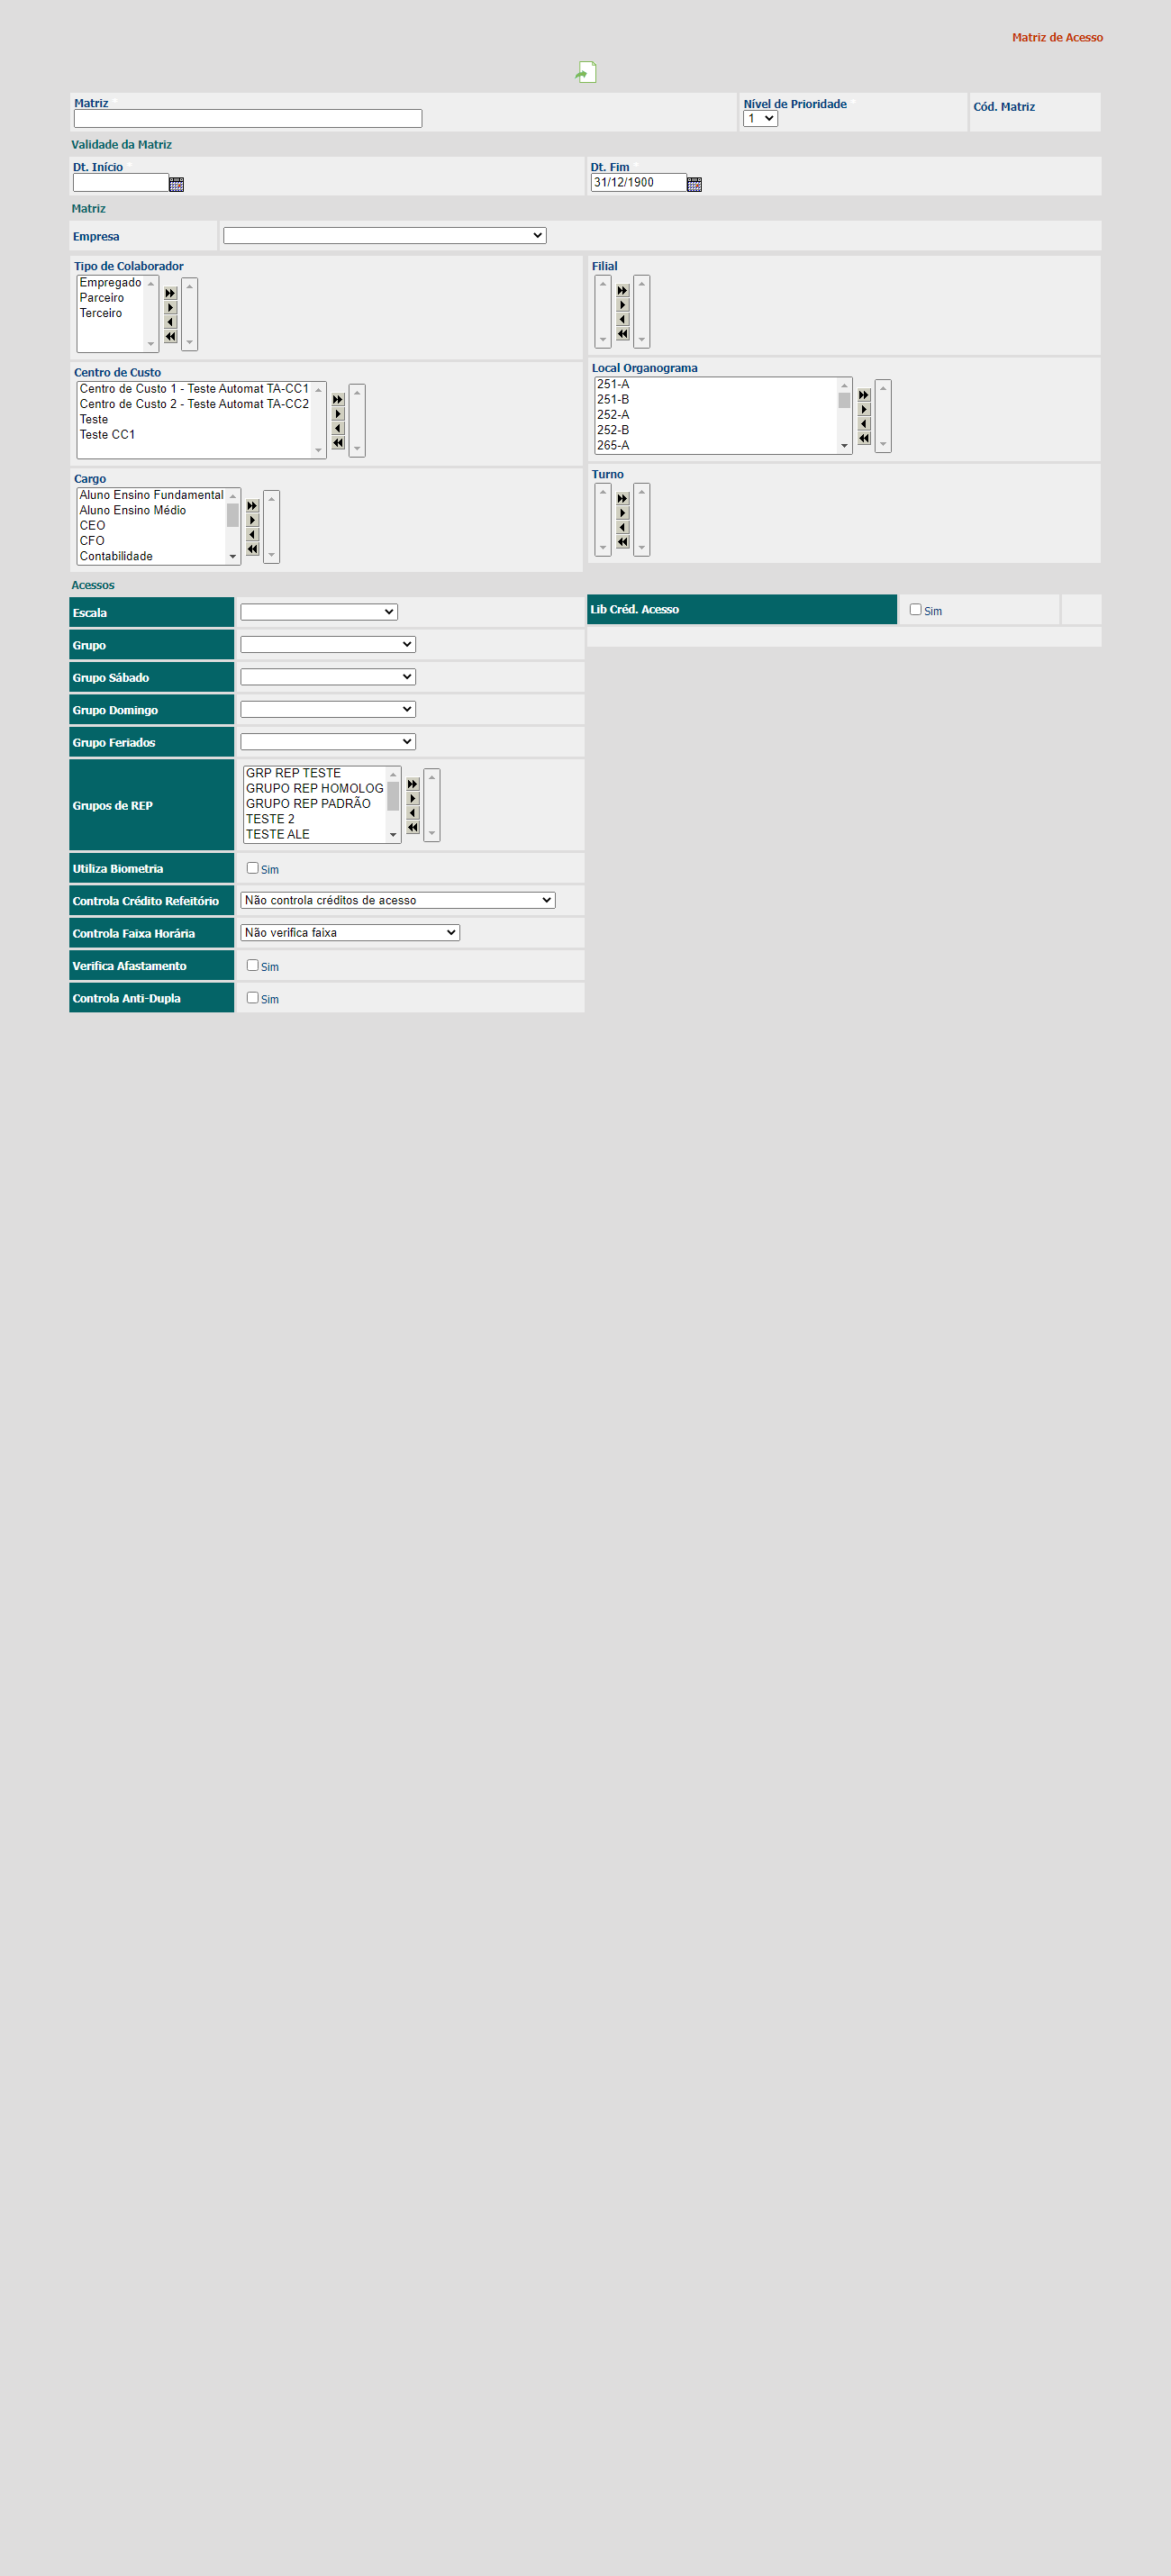 Matriz de Acesso
Matriz *
Nível de Prioridade *
1
Cód. Matriz
Validade da Matriz
Dt. Início *
Dt. Fim *
31/12/1900
Matriz
Empresa
Tipo de Colaborador
Empregado
Parceiro
Terceiro
Filial
Centro de Custo
Centro de Custo 1 - Teste Automat TA-CC1
Centro de Custo 2 - Teste Automat TA-CC2
Teste
Teste CC1
Local Organograma
251-A
251-B
252-A
252-B
265-A
Cargo
Aluno Ensino Fundamental
Aluno Ensino Médio
CEO
CFO
Contabilidade
Turno
Acessos
Escala
Lib Créd. Acesso
Sim
Grupo
Grupo Sábado
Grupo Domingo
Grupo Feriados
Grupos de REP
GRP REP TESTE
GRUPO REP HOMOLOG
GRUPO REP PADRÃO
TESTE 2
TESTE ALE
Utiliza Biometria
Sim
Controla Crédito Refeitório
Não controla créditos de acesso
Controla Faixa Horária
Não verifica faixa
Verifica Afastamento
Sim
Controla Anti-Dupla
Sim